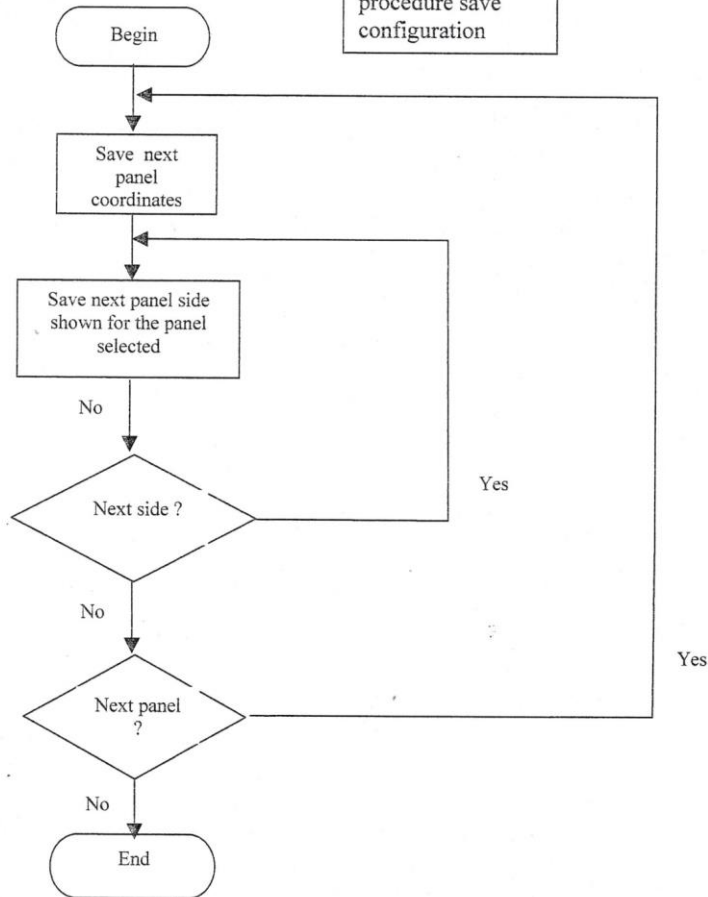 procedure save
configuration
Begin
Save next
panel
coordinates
Save next panel side
shown for the panel
selected
No
Next side ?
Yes
No
Next panel
?
Yes
No
End